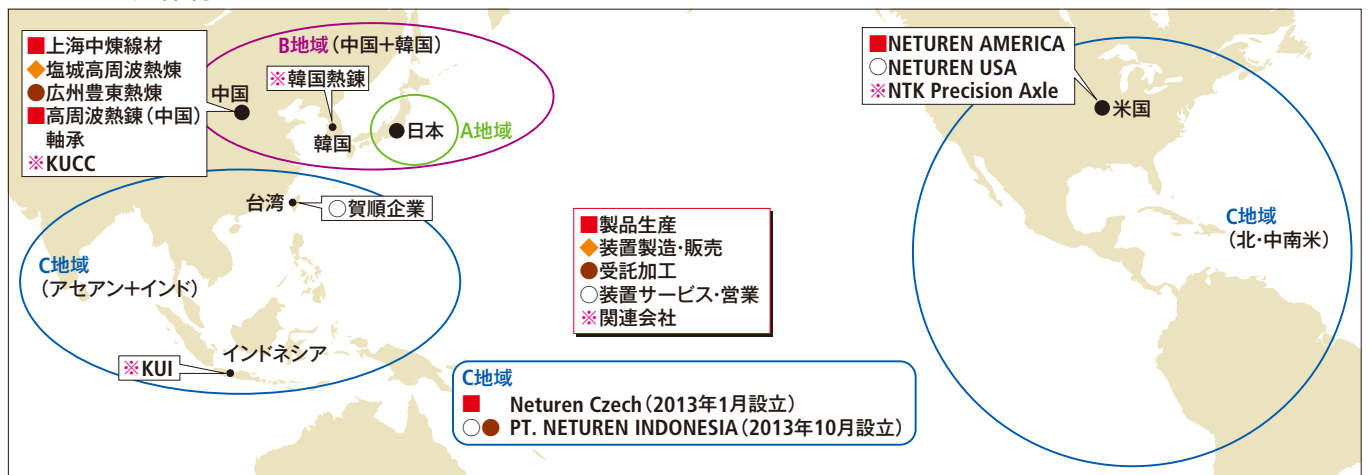 ■上海中煉線材
◆塩城高周波熱煉
●広州豊東熱煉
■高周波熱錬（中国）
軸承
※KUCC
中国
B地域（中国＋韓国）
※韓国熱錬
韓国
●日本
A地域
■NETUREN AMERICA
○NETUREN USA
※NTK Precision Axle
米国
台湾
○賀順企業
C地域
（アセアン＋インド）
インドネシア
※KUI
■製品生産
◆装置製造・販売
●受託加工
○装置サービス・営業
※関連会社
C地域
（北・中南米）
C地域
■ Neturen Czech（2013年1月設立）
○●PT. NETUREN INDONESIA（2013年10月設立）